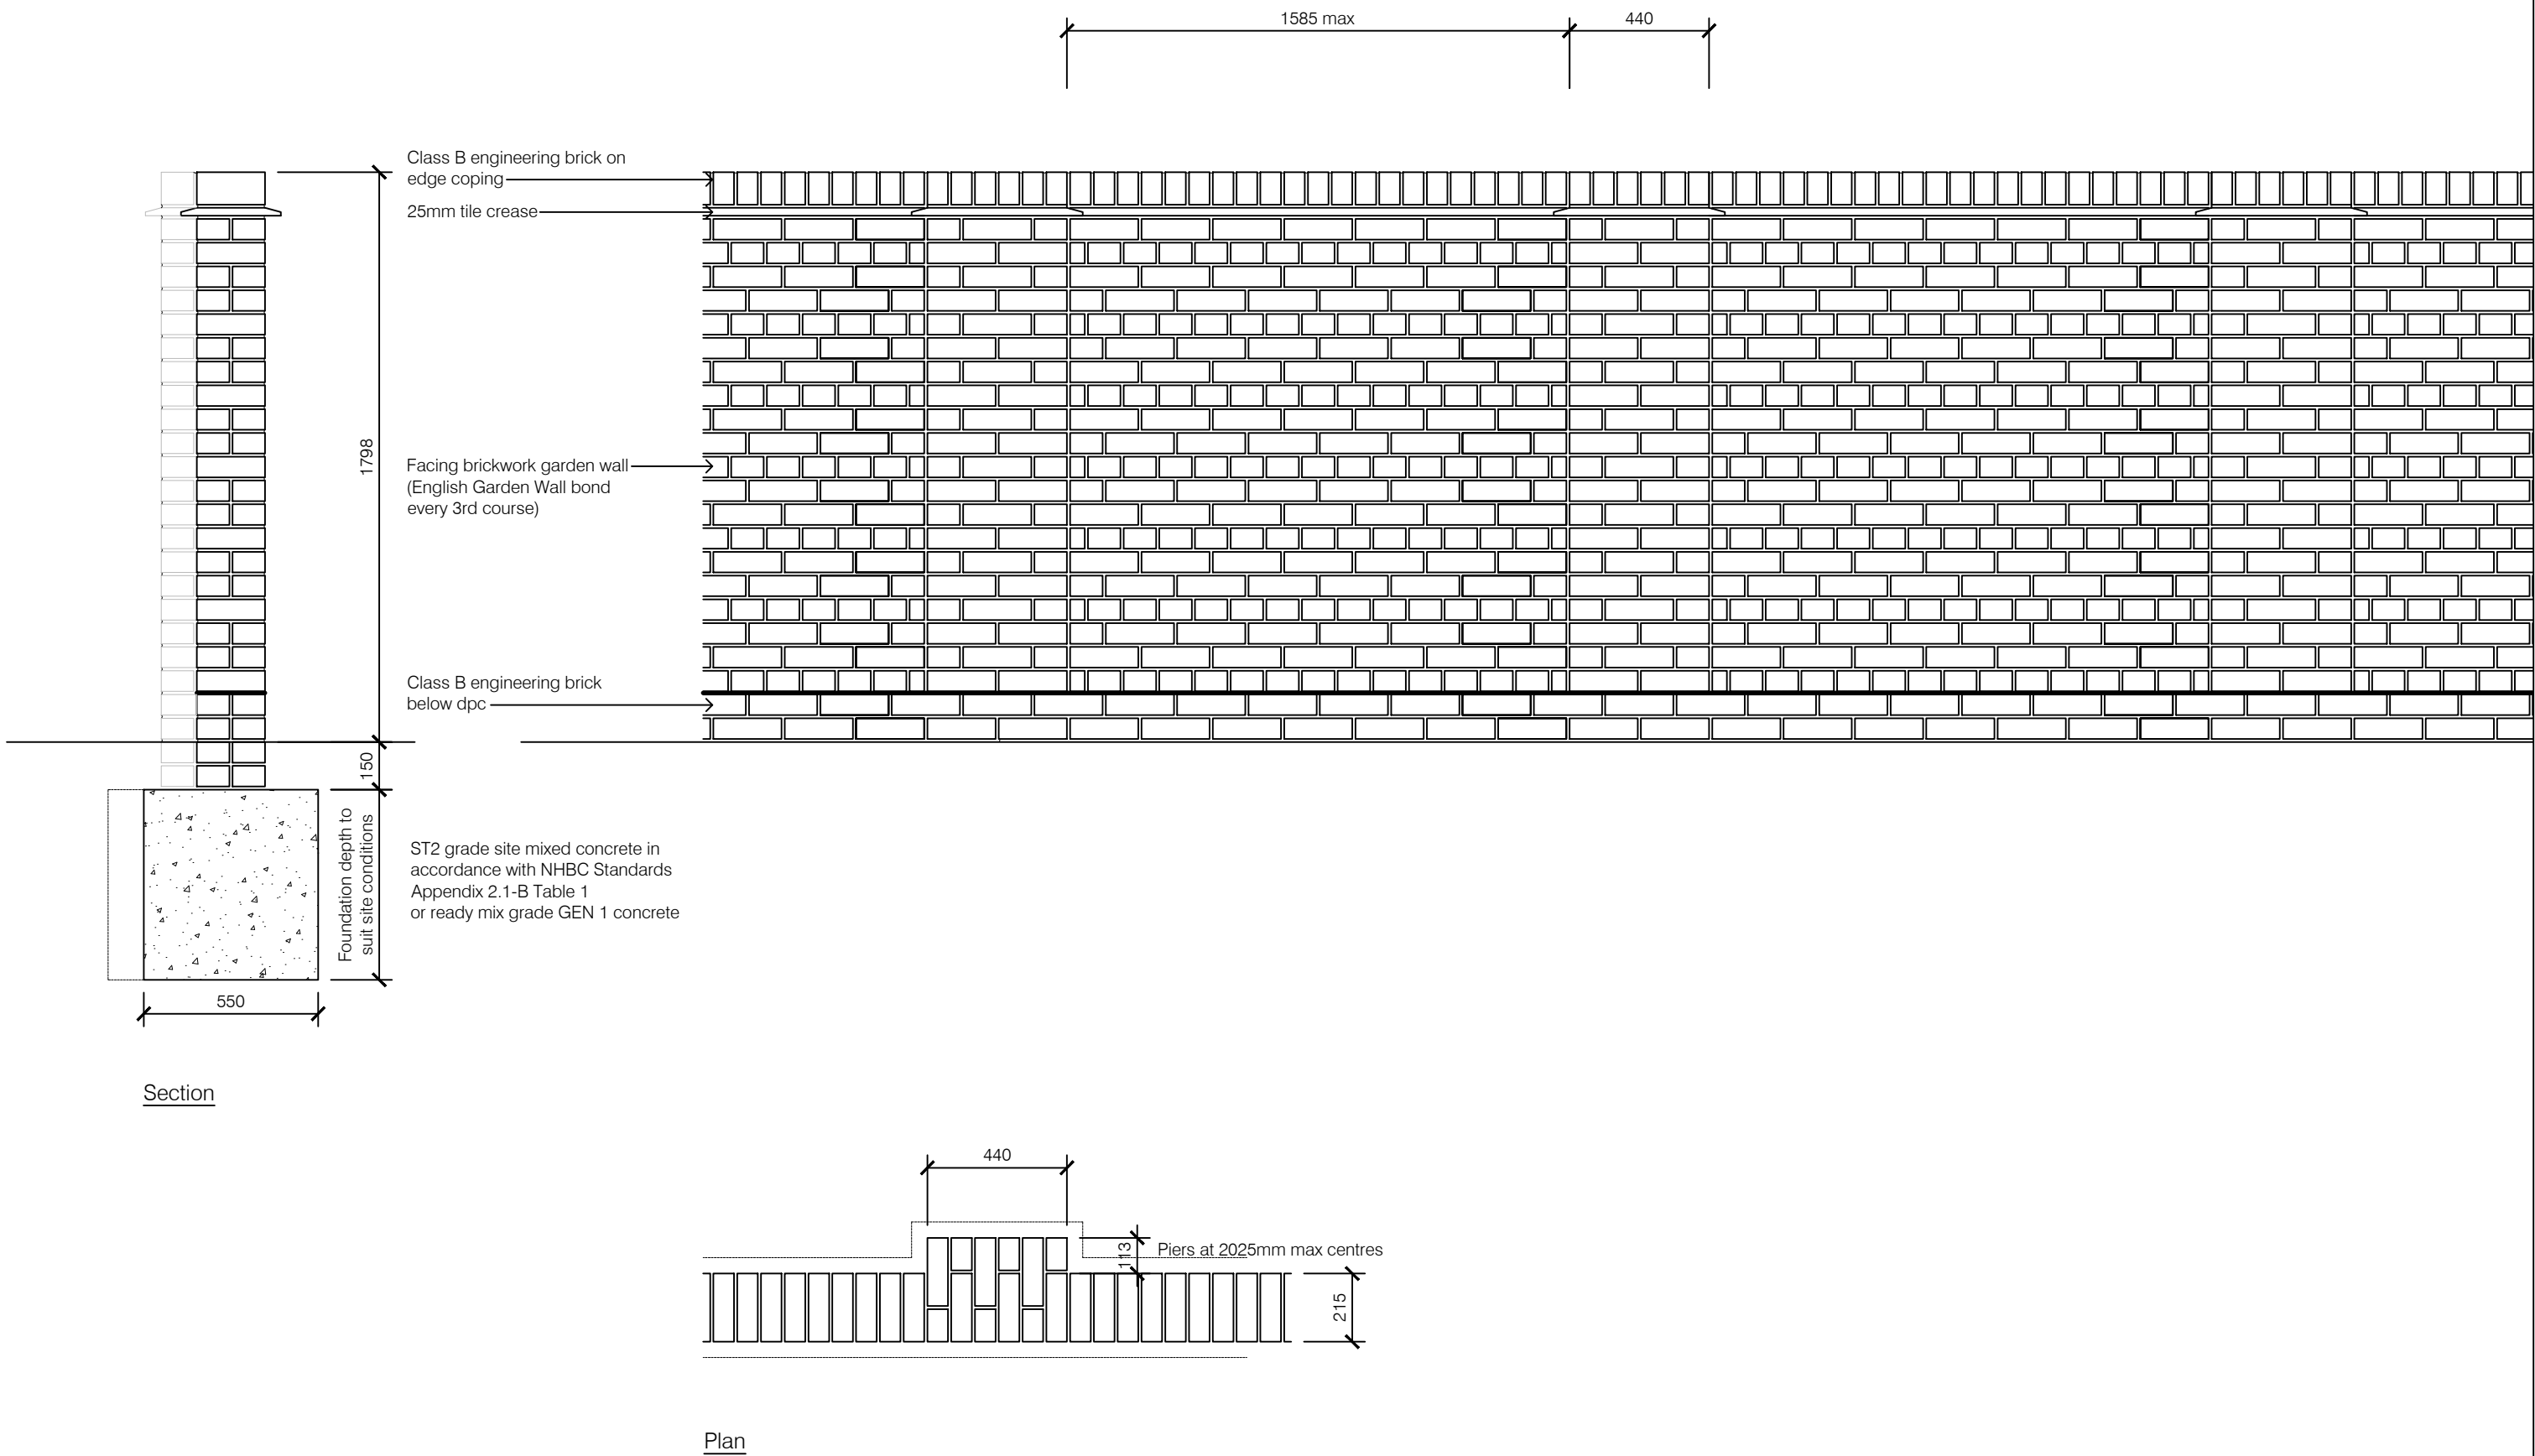 1585 max
440
Class B engineering brick on
edge coping
25mm tile crease
1798
Facing brickwork garden wall
(English Garden Wall bond
every 3rd course)
Class B engineering brick
below dpc
150
Foundation depth to
suit site conditions
ST2 grade site mixed concrete in
accordance with NHBC Standards
Appendix 2.1-B Table 1
or ready mix grade GEN 1 concrete
550
Section
440
113
Piers at 2025mm max centres
215
Plan